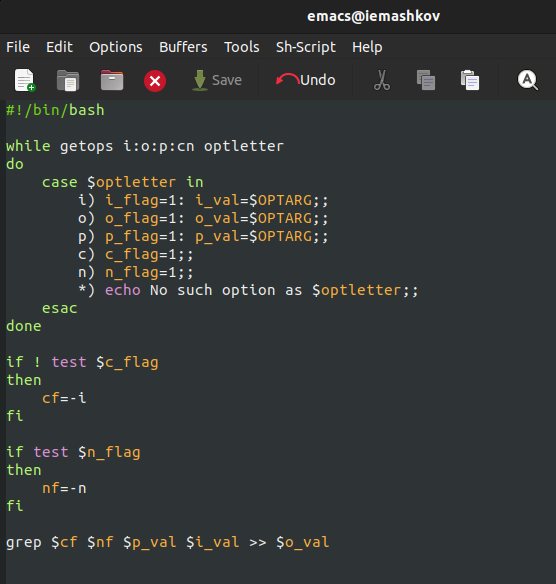 emacs@iemashkov
File Edit Options Buffers Tools Sh-Script Help
Save Undo
#!/bin/bash

while getops i:o:p:cn optletter
do
    case $optletter in
        i) i_flag=1: i_val=$OPTARG;;
        o) o_flag=1: o_val=$OPTARG;;
        p) p_flag=1: p_val=$OPTARG;;
        c) c_flag=1;;
        n) n_flag=1;;
        *) echo No such option as $optletter;;
    esac
done

if ! test $c_flag
then
    cf=-i
fi

if test $n_flag
then
    nf=-n
fi

grep $cf $nf $p_val $i_val >> $o_val